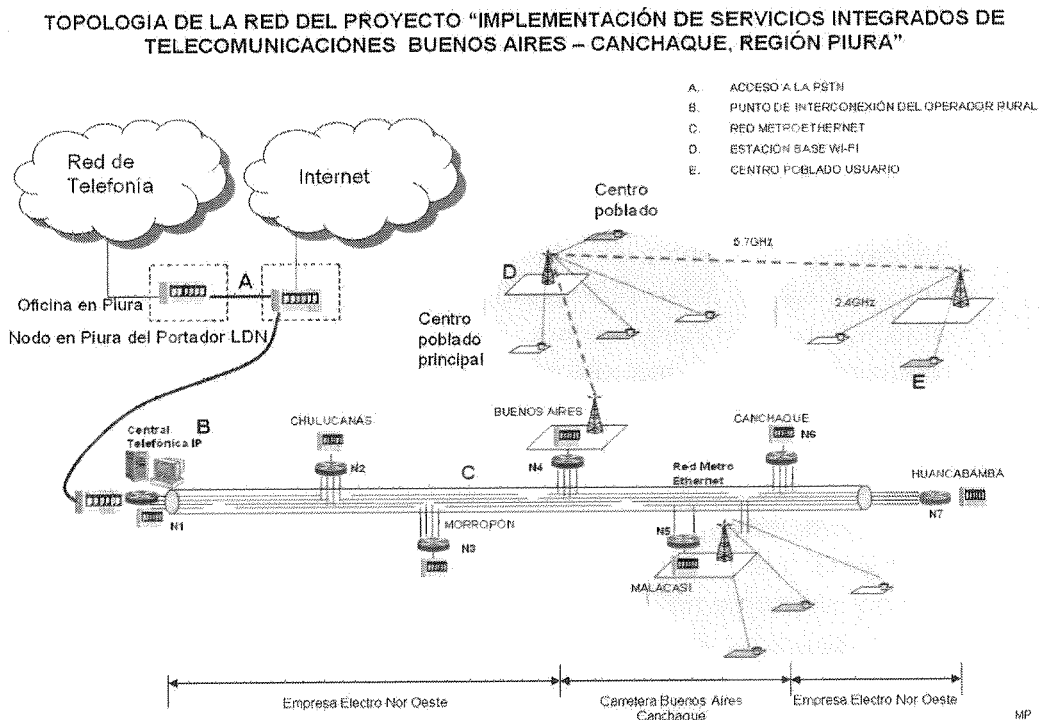 TOPOLOGIA DE LA RED DEL PROYECTO “IMPLEMENTACIÓN DE SERVICIOS INTEGRADOS DE
TELECOMUNICACIONES BUENOS AIRES – CANCHAQUE, REGIÓN PIURA”
A. ACCESO A LA PSTN
B. PUNTO DE INTERCONEXIÓN DEL OPERADOR RURAL
C. RED METROETHERNET
D. ESTACIÓN BASE WI-FI
E. CENTRO POBLADO USUARIO
Red de
Telefonía
Internet
Centro
poblado
5.7GHz
D
A
2.4GHz
Oficina en Piura
Nodo en Piura del Portador LDN
Centro
poblado
principal
E
B
Central
Telefónica IP
CHULUCANAS
N2
BUENOS AIRES
N4
C
CANCHAQUE
N6
Red Metro
Ethernet
HUANCABAMBA
N7
N1
MORROPON
N3
N5
MALACASI
Empresa Electro Nor Oeste
Carretera Buenos Aires
Canchaque
Empresa Electro Nor Oeste
MP